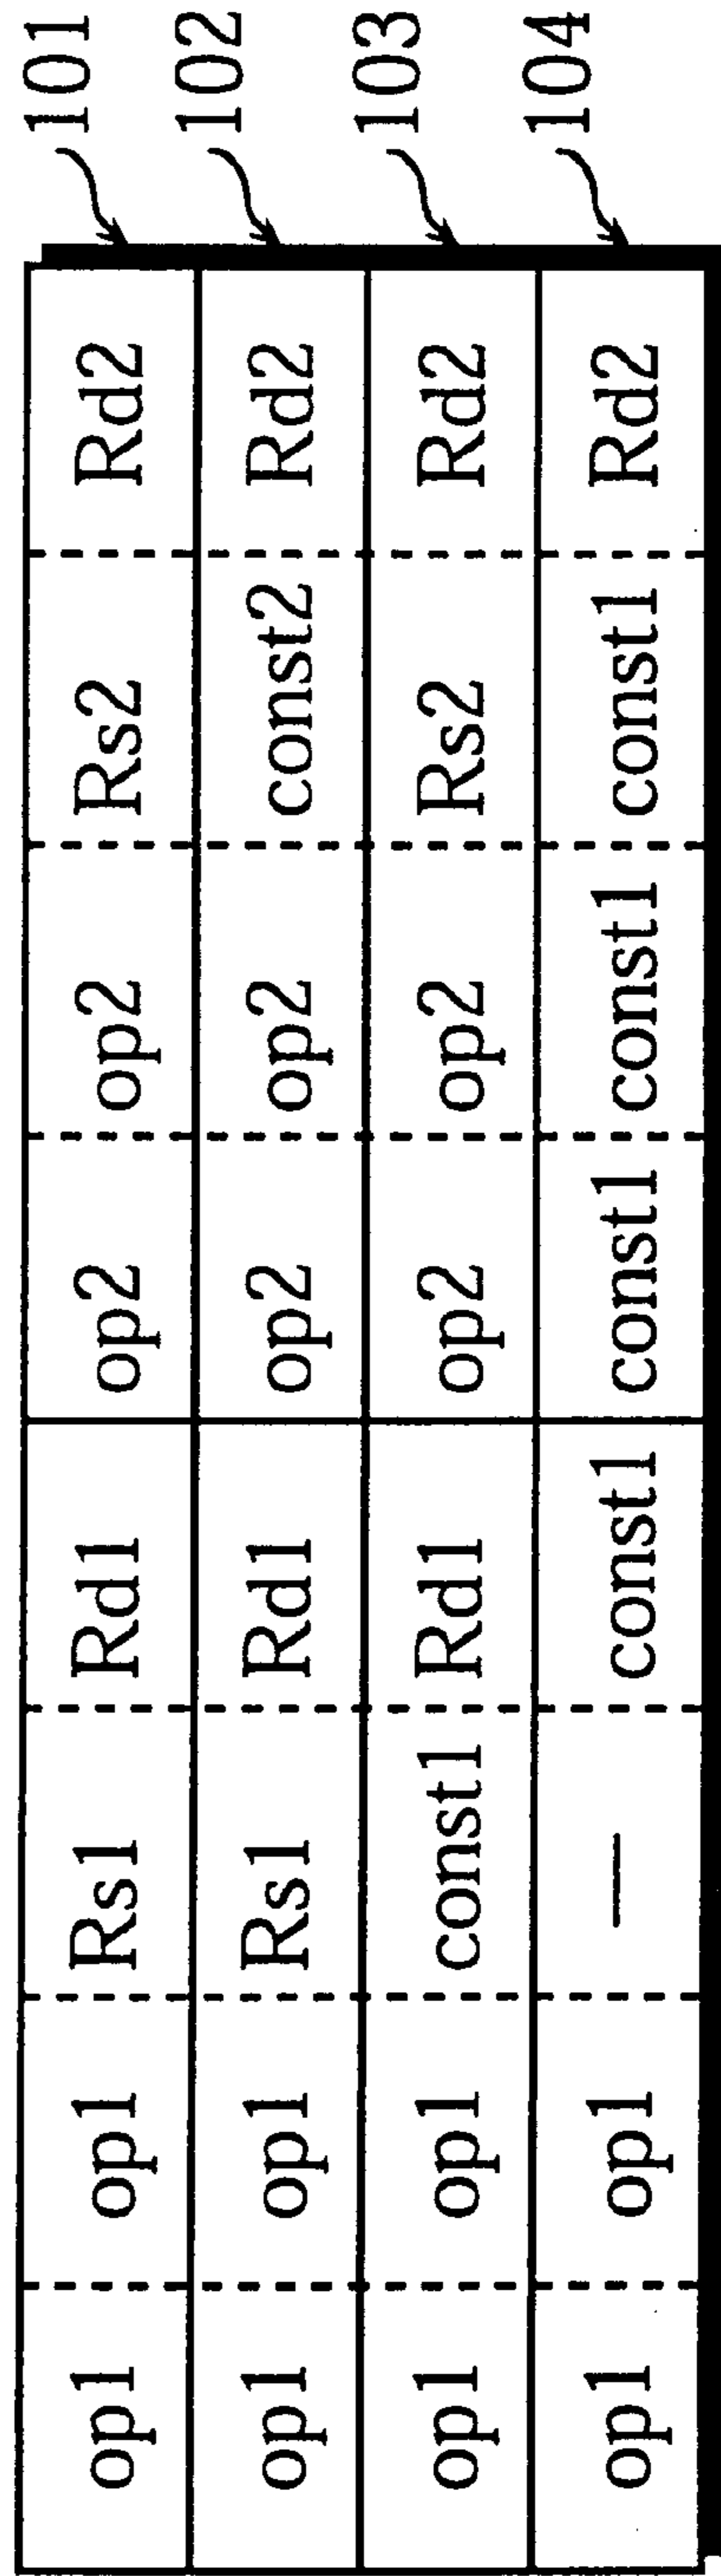 op1 op1 Rs1 Rd1 op2 op2 Rs2 Rd2 101
op1 op1 Rs1 Rd1 op2 op2 const2 Rd2 102
op1 op1 const1 Rd1 op2 op2 Rs2 Rd2 103
op1 op1 — const1 const1 const1 const1 Rd2 104